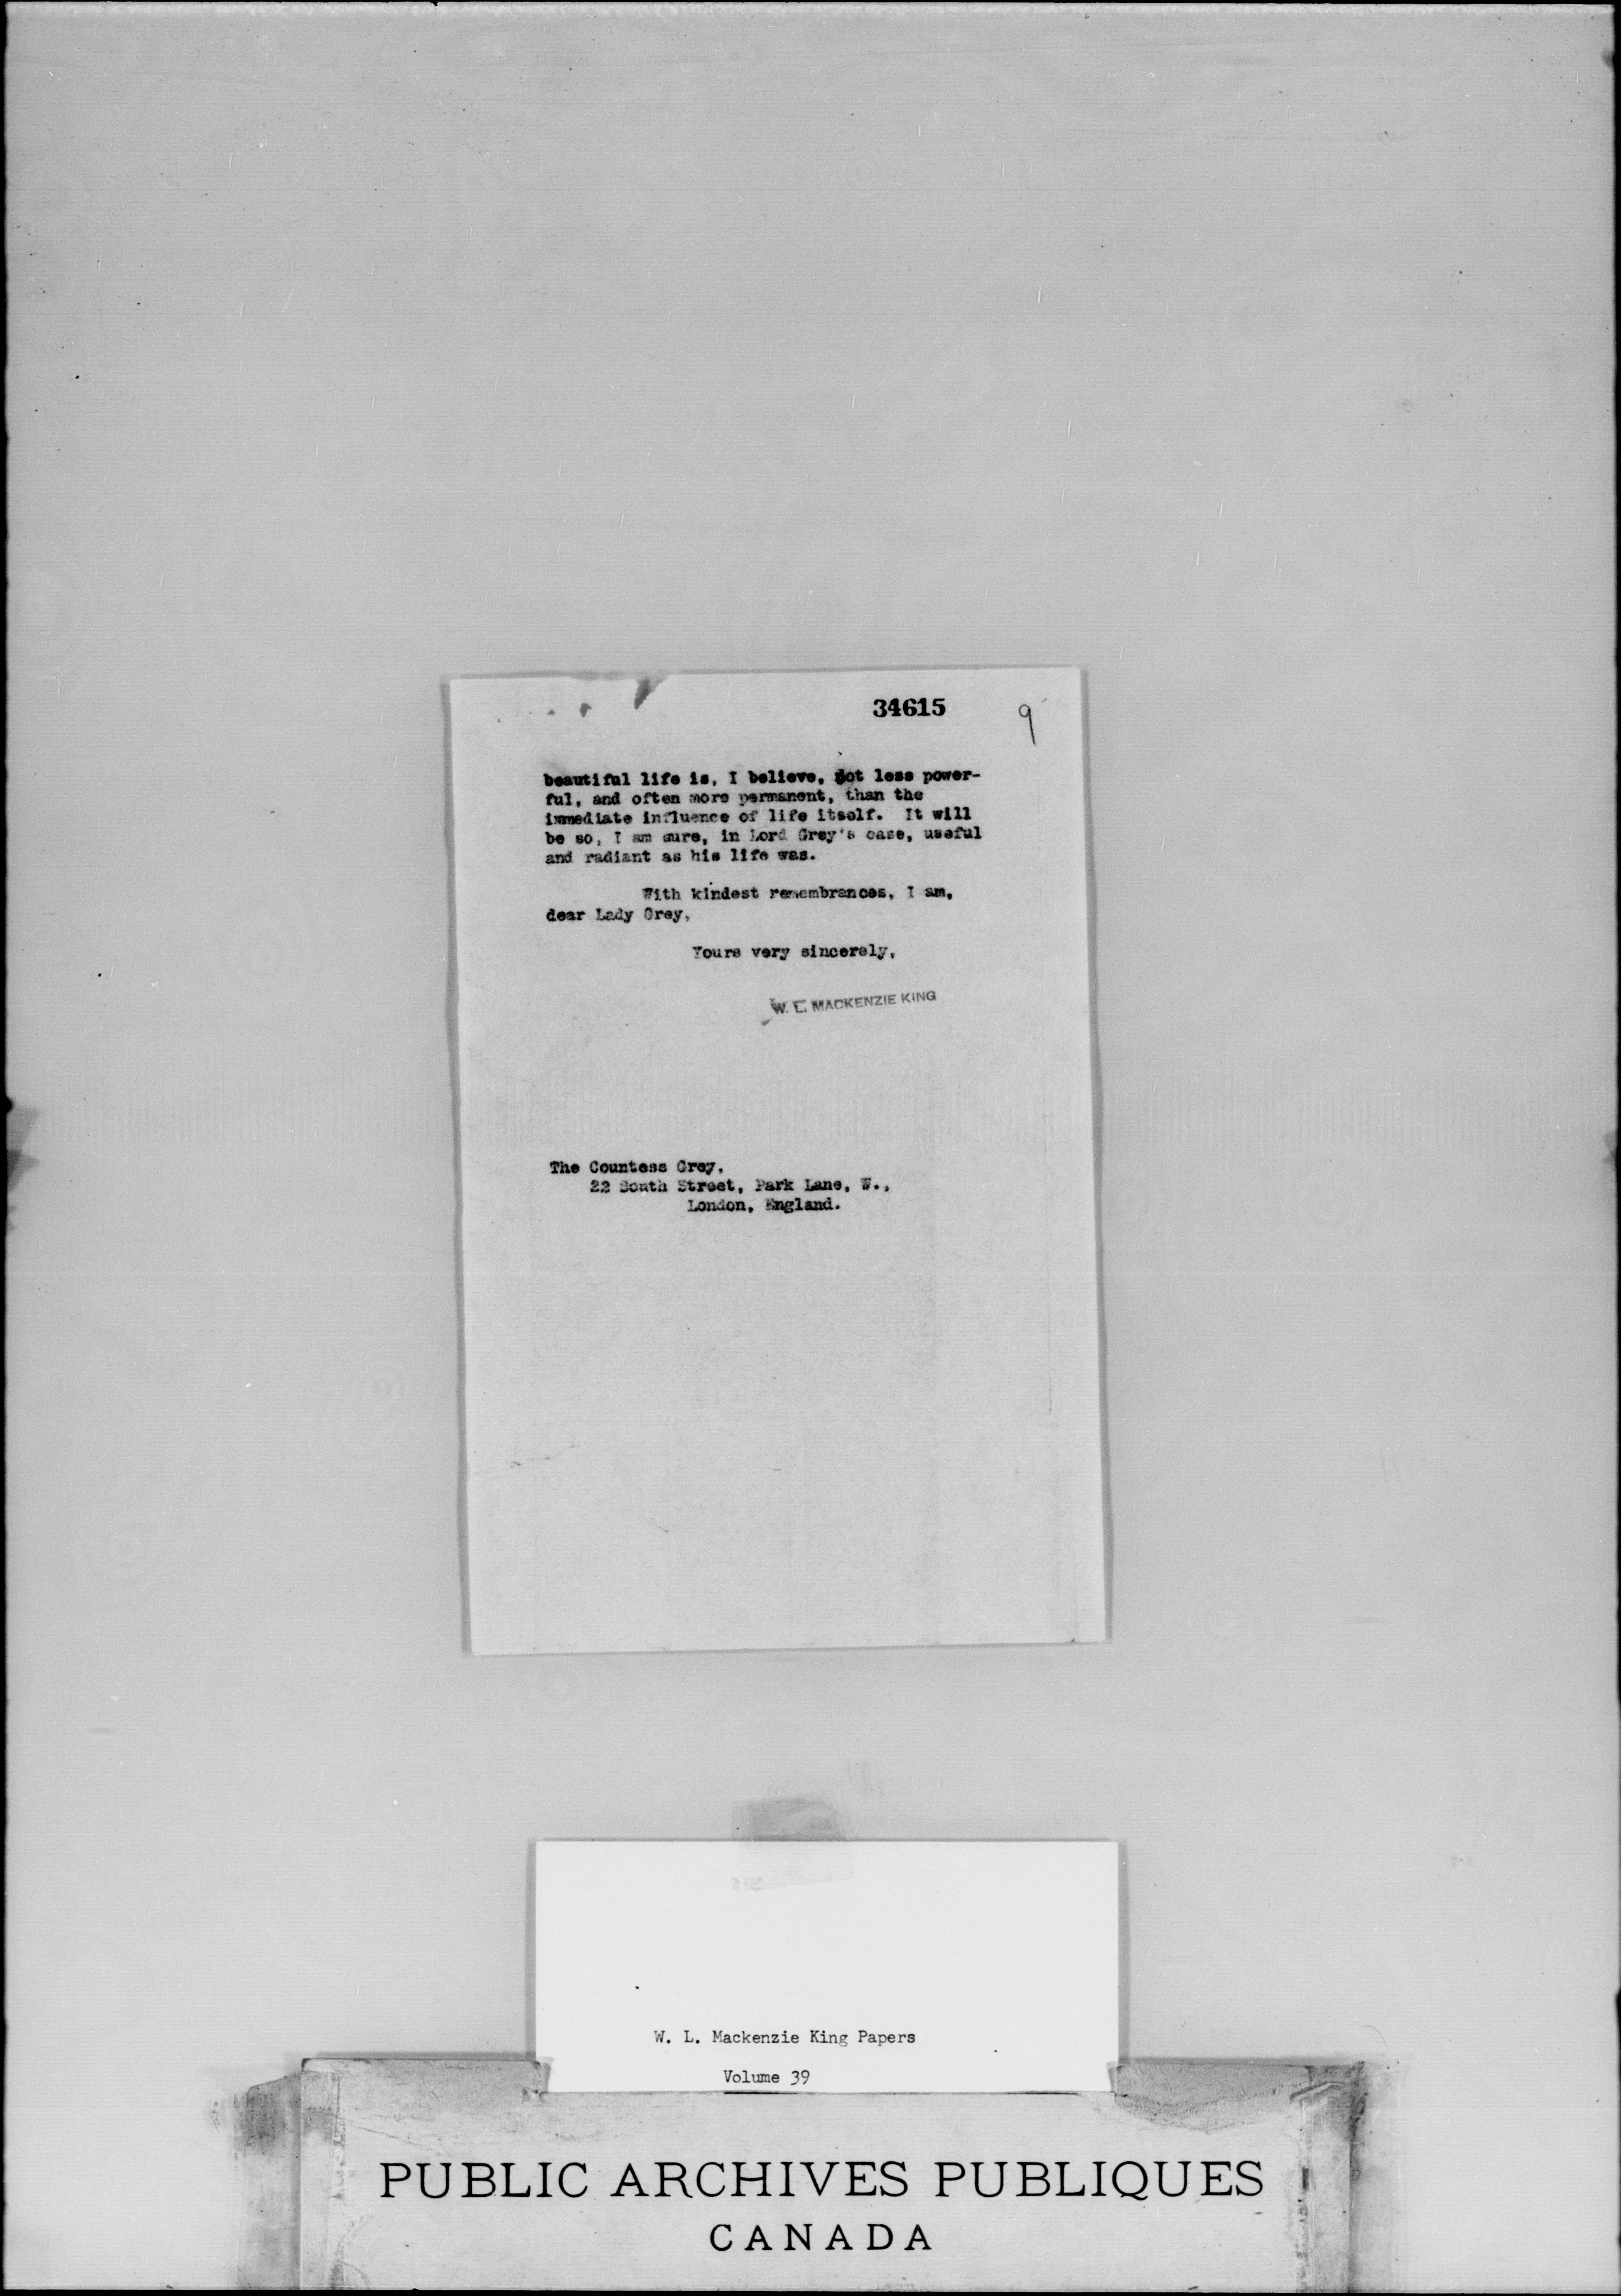 34615
9
beautiful life is, I believe, not less power-
ful, and often more permanent, than the
immediate influence of life itself. It will
be so, I am sure, in Lord Grey's case, useful
and radiant as his life was.
With kindest remembrances, I am,
dear Lady Grey,
Yours very sincerely,
W. L. MACKENZIE KING
The Countess Grey,
22 South Street, Park Lane, W.,
London, England.
W. L. Mackenzie King Papers
Volume 39
PUBLIC ARCHIVES PUBLIQUES
CANADA